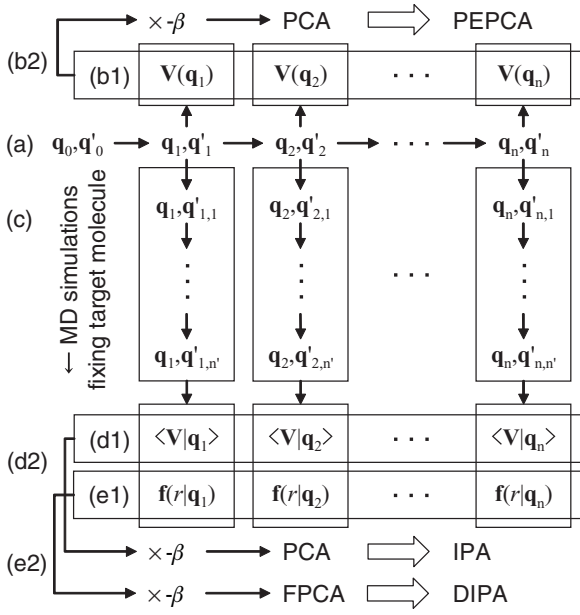 × -β PCA PEPCA
(b2) (b1) V(q₁) V(q₂) · · · V(qₙ)
(a) q₀,q'₀ q₁,q'₁ q₂,q'₂ · · · qₙ,q'ₙ
(c) q₁,q'₁,₁ q₂,q'₂,₁ qₙ,q'ₙ,₁
← MD simulations
fixing target molecule
· · · · · · · · · · · ·
q₁,q'₁,ₙ' q₂,q'₂,ₙ' qₙ,q'ₙ,ₙ'
(d2) (d1) <V|q₁> <V|q₂> · · · <V|qₙ>
(e1) f(r|q₁) f(r|q₂) · · · f(r|qₙ)
× -β PCA IPA
(e2) × -β FPCA DIPA